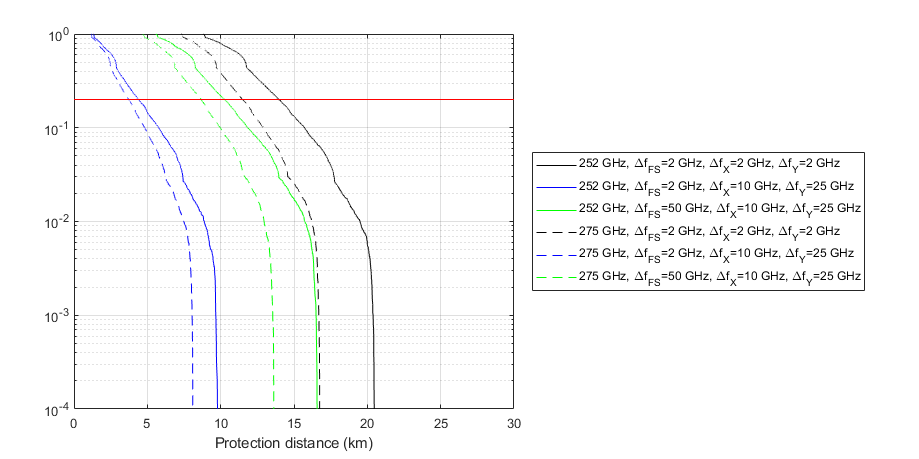 10^0
10^-1
10^-2
10^-3
10^-4
0 5 10 15 20 25 30
Protection distance (km)
252 GHz, Δf_FS=2 GHz, Δf_X=2 GHz, Δf_Y=2 GHz
252 GHz, Δf_FS=2 GHz, Δf_X=10 GHz, Δf_Y=25 GHz
252 GHz, Δf_FS=50 GHz, Δf_X=10 GHz, Δf_Y=25 GHz
275 GHz, Δf_FS=2 GHz, Δf_X=2 GHz, Δf_Y=2 GHz
275 GHz, Δf_FS=2 GHz, Δf_X=10 GHz, Δf_Y=25 GHz
275 GHz, Δf_FS=50 GHz, Δf_X=10 GHz, Δf_Y=25 GHz